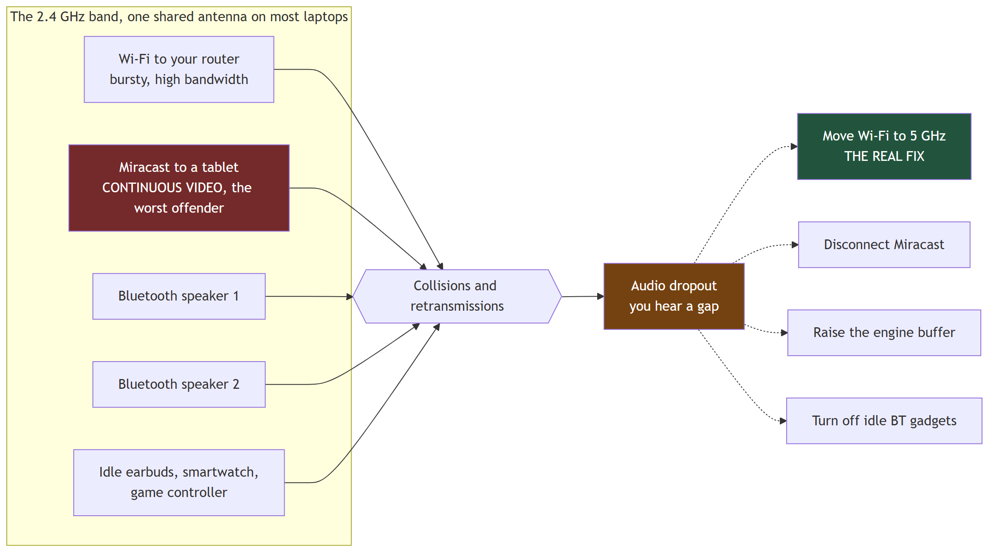 The 2.4 GHz band, one shared antenna on most laptops
Wi-Fi to your router
bursty, high bandwidth
Miracast to a tablet
CONTINUOUS VIDEO, the
worst offender
Bluetooth speaker 1
Bluetooth speaker 2
Idle earbuds, smartwatch,
game controller
Collisions and
retransmissions
Audio dropout
you hear a gap
Move Wi-Fi to 5 GHz
THE REAL FIX
Disconnect Miracast
Raise the engine buffer
Turn off idle BT gadgets